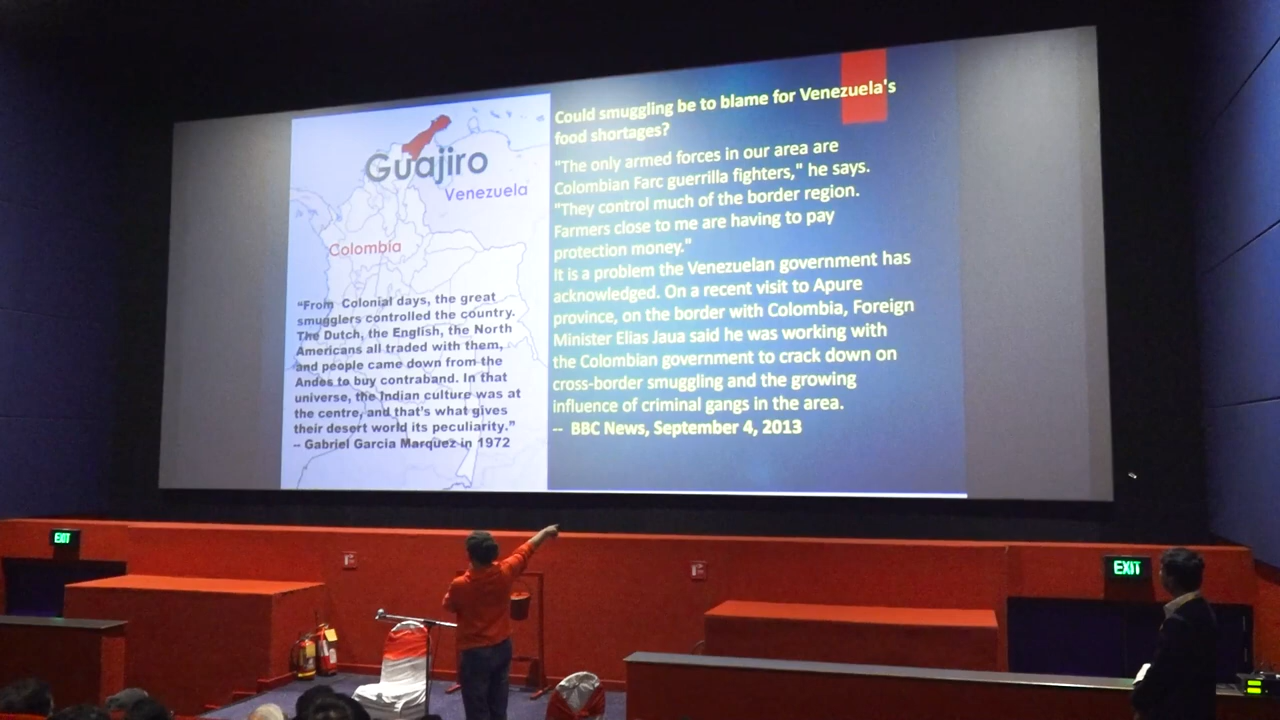 Guajiro
Venezuela
Colombia
“From Colonial days, the great
smugglers controlled the country.
The Dutch, the English, the North
Americans all traded with them,
and people came down from the
Andes to buy contraband. In that
universe, the Indian culture was at
the centre, and that’s what gives
their desert world its peculiarity.”
-- Gabriel Garcia Marquez in 1972
Could smuggling be to blame for Venezuela's
food shortages?
"The only armed forces in our area are
Colombian Farc guerrilla fighters," he says.
"They control much of the border region.
Farmers close to me are having to pay
protection money."
It is a problem the Venezuelan government has
acknowledged. On a recent visit to Apure
province, on the border with Colombia, Foreign
Minister Elias Jaua said he was working with
the Colombian government to crack down on
cross-border smuggling and the growing
influence of criminal gangs in the area.
-- BBC News, September 4, 2013
EXIT
EXIT